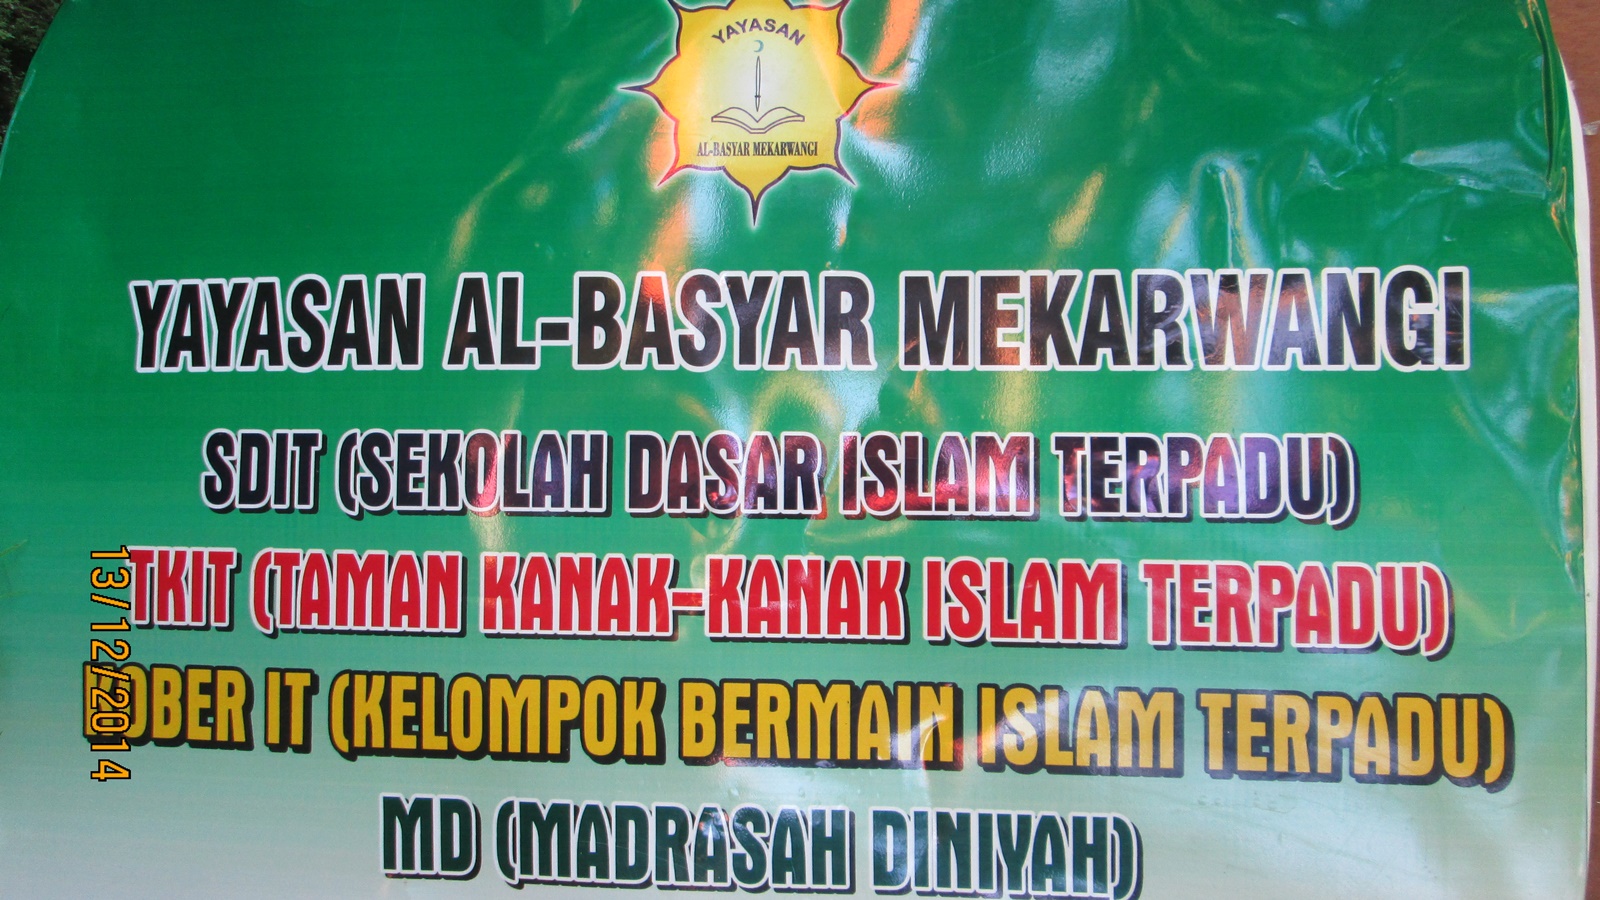 YAYASAN
AL-BASYAR MEKARWANGI
YAYASAN AL-BASYAR MEKARWANGI
SDIT (SEKOLAH DASAR ISLAM TERPADU)
TKIT (TAMAN KANAK-KANAK ISLAM TERPADU)
IT (KELOMPOK BERMAIN ISLAM TERPADU)
MD (MADRASAH DINIYAH)
13/12/2014